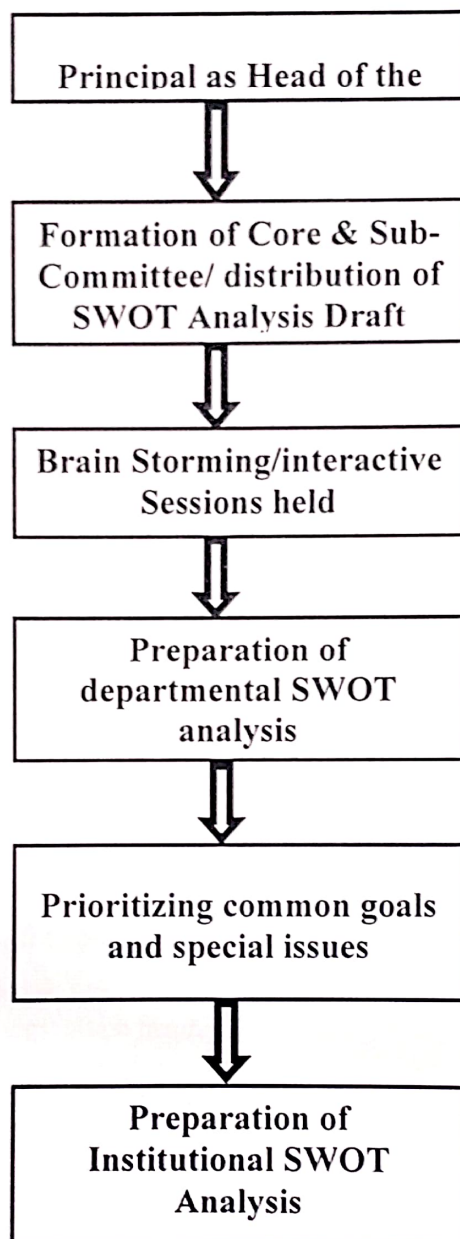 Principal as Head of the
Formation of Core & Sub-
Committee/ distribution of
SWOT Analysis Draft
Brain Storming/interactive
Sessions held
Preparation of
departmental SWOT
analysis
Prioritizing common goals
and special issues
Preparation of
Institutional SWOT
Analysis